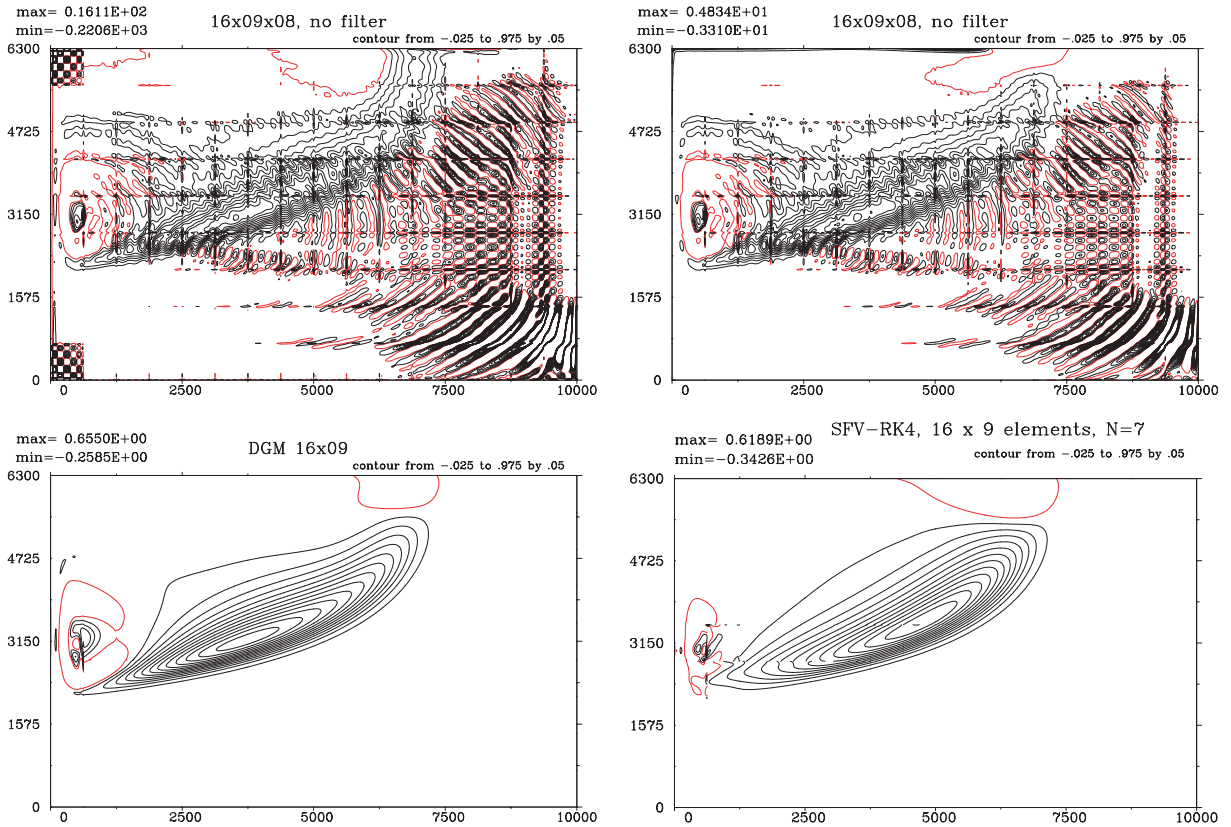 max= 0.1611E+02
min=-0.2206E+03
16x09x08, no filter
contour from -.025 to .975 by .05
6300
4725
3150
1575
0
0 2500 5000 7500 10000
max= 0.4834E+01
min=-0.3310E+01
16x09x08, no filter
contour from -.025 to .975 by .05
6300
4725
3150
1575
0
0 2500 5000 7500 10000
max= 0.6550E+00
min=-0.2585E+00
DGM 16x09
contour from -.025 to .975 by .05
6300
4725
3150
1575
0
0 2500 5000 7500 10000
max= 0.6189E+00
min=-0.3426E+00
SFV-RK4, 16 x 9 elements, N=7
contour from -.025 to .975 by .05
6300
4725
3150
1575
0
0 2500 5000 7500 10000